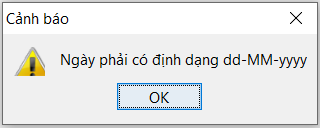 Cảnh báo
Ngày phải có định dạng dd-MM-yyyy
OK